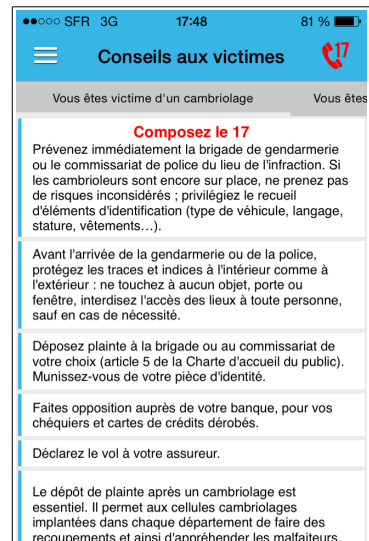 SFR 3G 17:48 81 %
Conseils aux victimes 17
Vous êtes victime d'un cambriolage Vous êtes
Composez le 17
Prévenez immédiatement la brigade de gendarmerie
ou le commissariat de police du lieu de l'infraction. Si
les cambrioleurs sont encore sur place, ne prenez pas
de risques inconsidérés ; privilégiez le recueil
d'éléments d'identification (type de véhicule, langage,
stature, vêtements…).
Avant l'arrivée de la gendarmerie ou de la police,
protégez les traces et indices à l'intérieur comme à
l'extérieur : ne touchez à aucun objet, porte ou
fenêtre, interdisez l'accès des lieux à toute personne,
sauf en cas de nécessité.
Déposez plainte à la brigade ou au commissariat de
votre choix (article 5 de la Charte d'accueil du public).
Munissez-vous de votre pièce d'identité.
Faites opposition auprès de votre banque, pour vos
chéquiers et cartes de crédits dérobés.
Déclarez le vol à votre assureur.
Le dépôt de plainte après un cambriolage est
essentiel. Il permet aux cellules cambriolages
implantées dans chaque département de faire des
recoupements et ainsi d'appréhender les malfaiteurs.